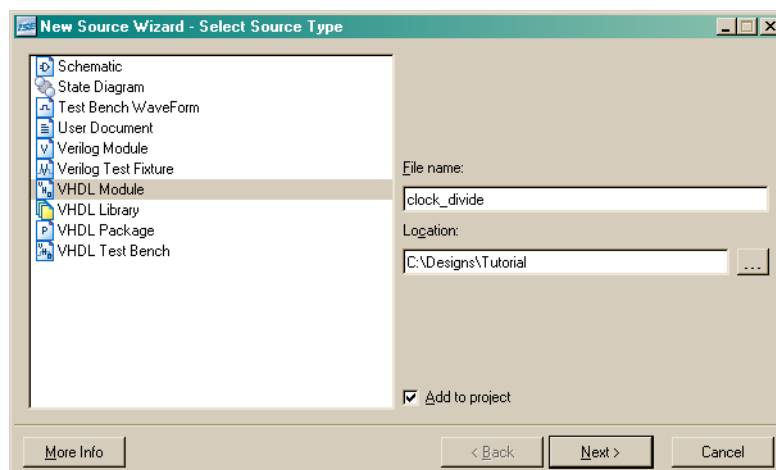 ISE New Source Wizard - Select Source Type
Schematic
State Diagram
Test Bench WaveForm
User Document
Verilog Module
Verilog Test Fixture
VHDL Module
VHDL Library
VHDL Package
VHDL Test Bench
File name:
clock_divide
Location:
C:\Designs\Tutorial
...
Add to project
More Info
< Back
Next >
Cancel